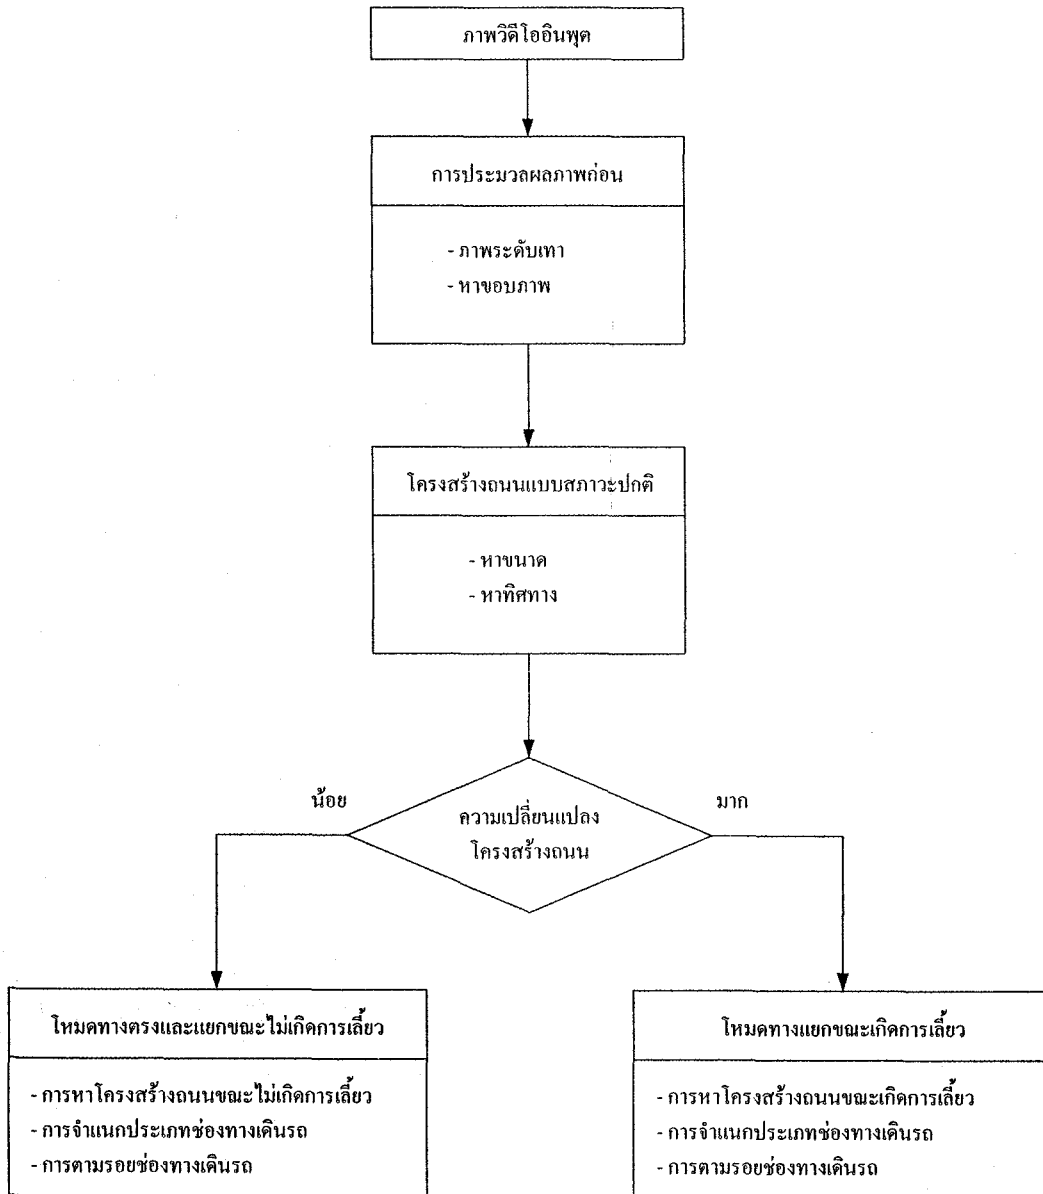 ภาพวิดีโออินพุต
การประมวลผลภาพก่อน
- ภาพระดับเทา
- หาขอบภาพ
โครงสร้างถนนแบบสภาวะปกติ
- หาขนาด
- หาทิศทาง
น้อย
มาก
ความเปลี่ยนแปลง
โครงสร้างถนน
โหมดทางตรงและแยกขณะไม่เกิดการเลี้ยว
- การหาโครงสร้างถนนขณะไม่เกิดการเลี้ยว
- การจำแนกประเภทช่องทางเดินรถ
- การตามรอยช่องทางเดินรถ
โหมดทางแยกขณะเกิดการเลี้ยว
- การหาโครงสร้างถนนขณะเกิดการเลี้ยว
- การจำแนกประเภทช่องทางเดินรถ
- การตามรอยช่องทางเดินรถ